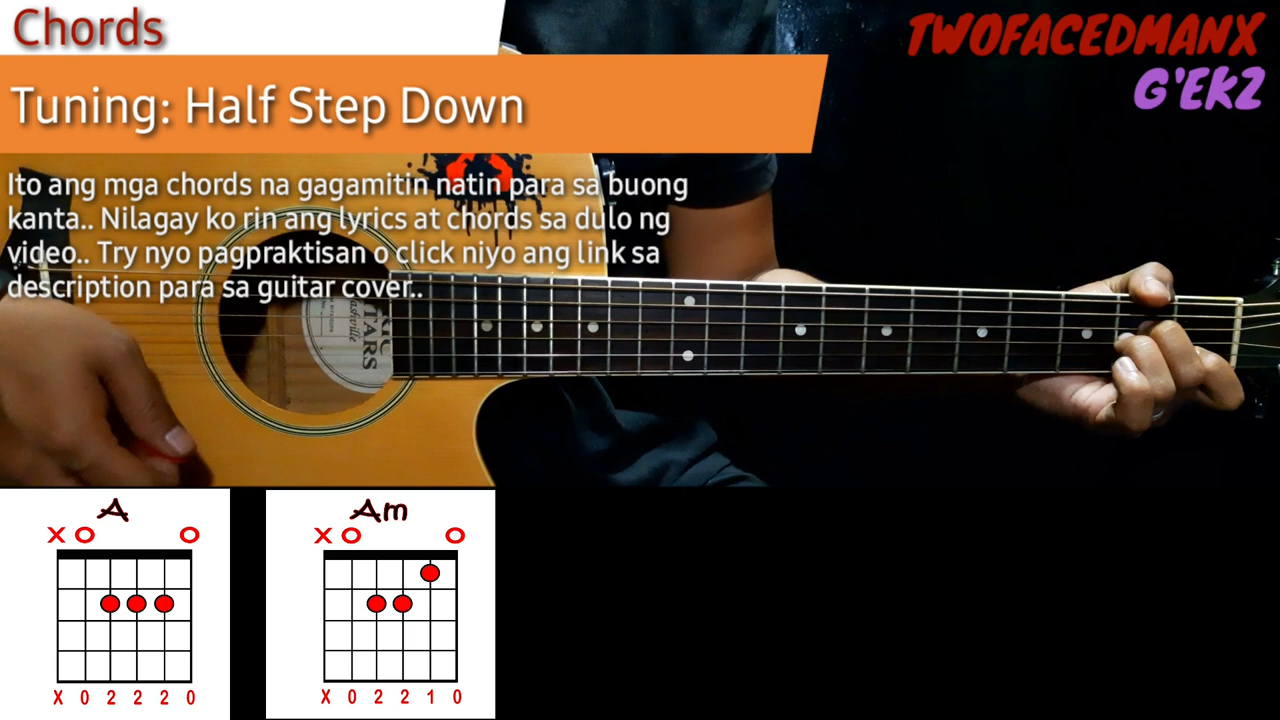 Chords
TWOFACEDMANX
G'EKZ
Tuning: Half Step Down
Ito ang mga chords na gagamitin natin para sa buong
kanta.. Nilagay ko rin ang lyrics at chords sa dulo ng
video.. Try nyo pagpraktisan o click niyo ang link sa
description para sa guitar cover..
TARS
Nashville
A
X O O
X 0 2 2 2 0
Am
X O O
X 0 2 2 1 0